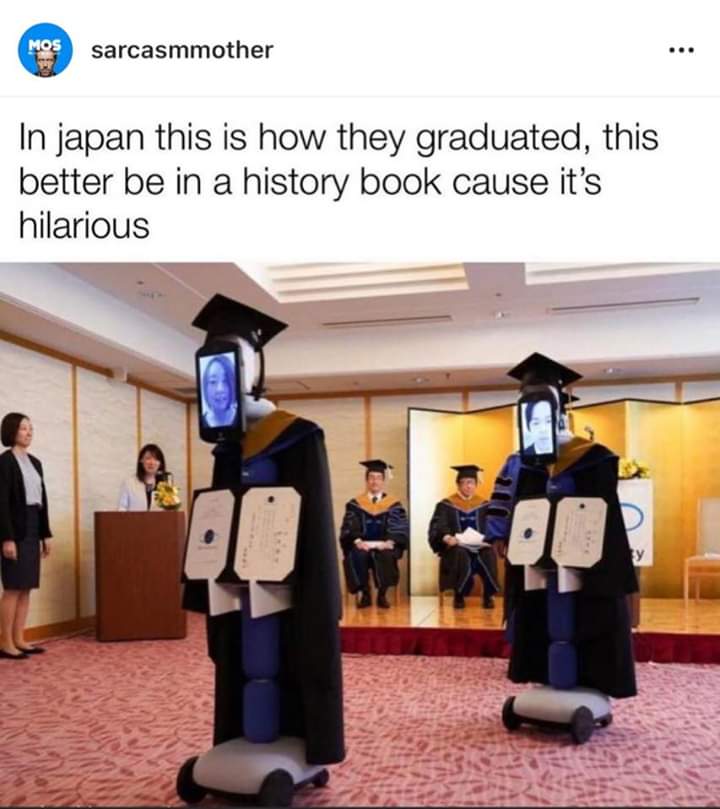 MOS
sarcasmmother
In japan this is how they graduated, this
better be in a history book cause it's
hilarious
y